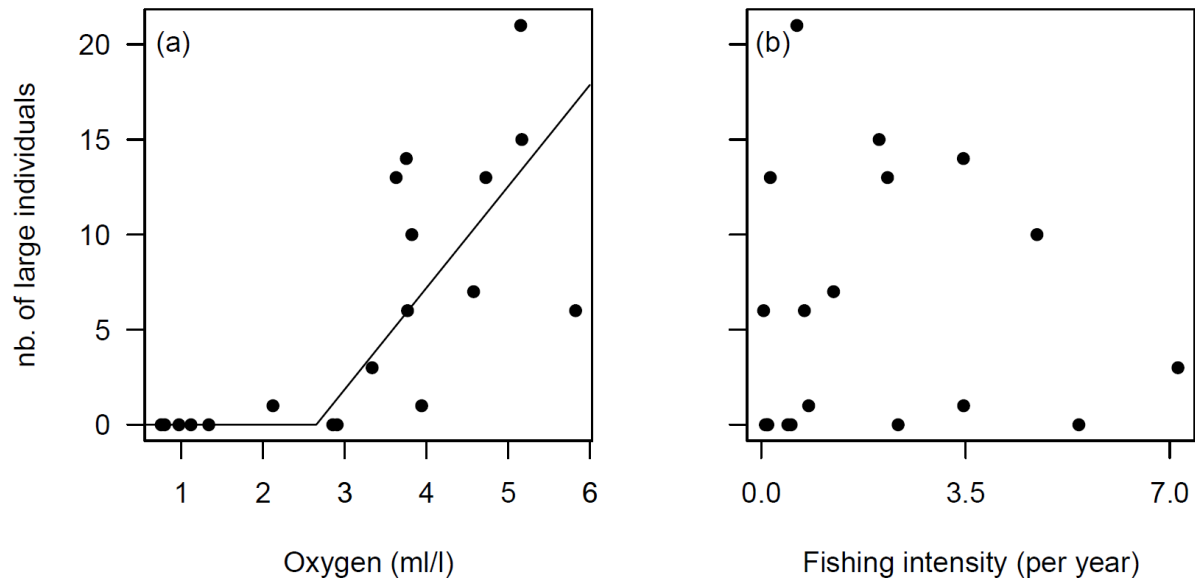 (a)
(b)
nb. of large individuals
20
15
10
5
0
1 2 3 4 5 6
0.0 3.5 7.0
Oxygen (ml/l)
Fishing intensity (per year)